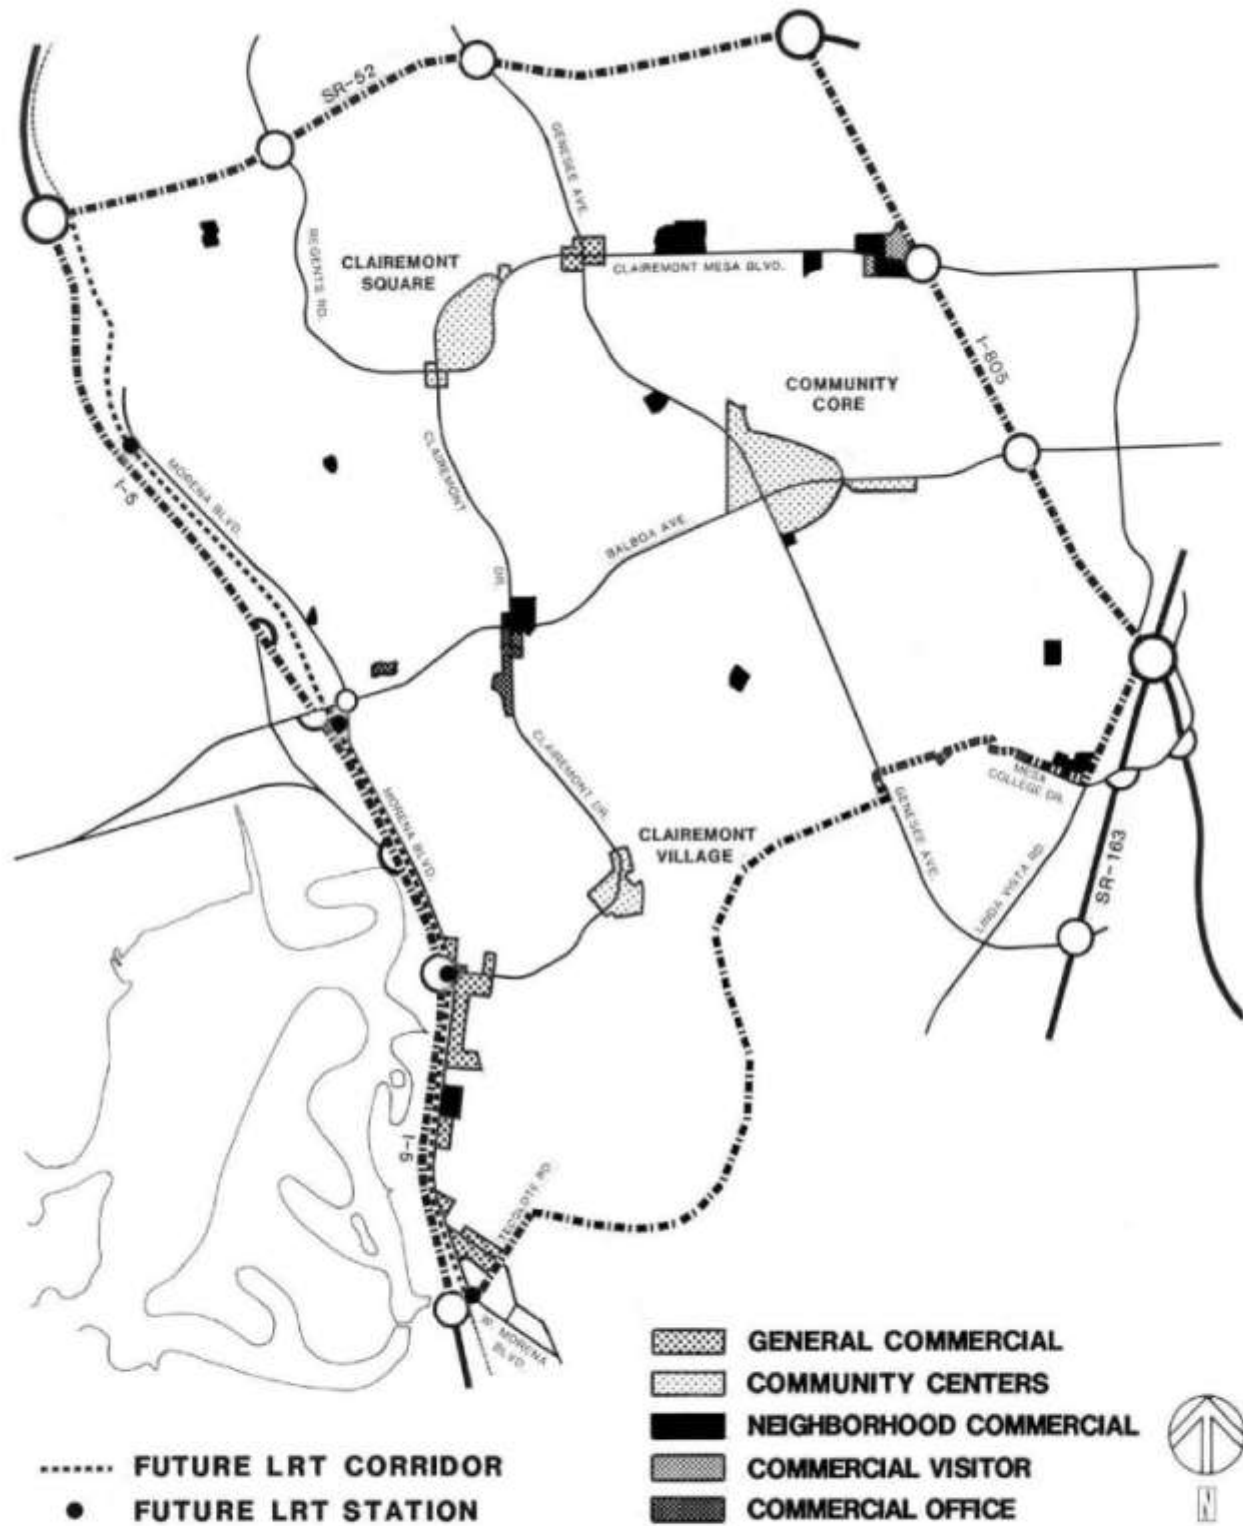 SR-52
GENESEE AVE.
REGENTS RD.
CLAIREMONT
SQUARE
CLAIREMONT MESA BLVD.
I-805
COMMUNITY
CORE
CLAIREMONT
DR.
MORENA BLVD.
I-5
BALBOA AVE.
CLAIREMONT DR.
MORENA BLVD.
CLAIREMONT
VILLAGE
MESA
COLLEGE DR.
GENESEE AVE.
LINDA VISTA RD.
SR-163
I-5
TECOLOTE RD.
W. MORENA
BLVD.
GENERAL COMMERCIAL
COMMUNITY CENTERS
NEIGHBORHOOD COMMERCIAL
COMMERCIAL VISITOR
COMMERCIAL OFFICE
FUTURE LRT CORRIDOR
FUTURE LRT STATION
N